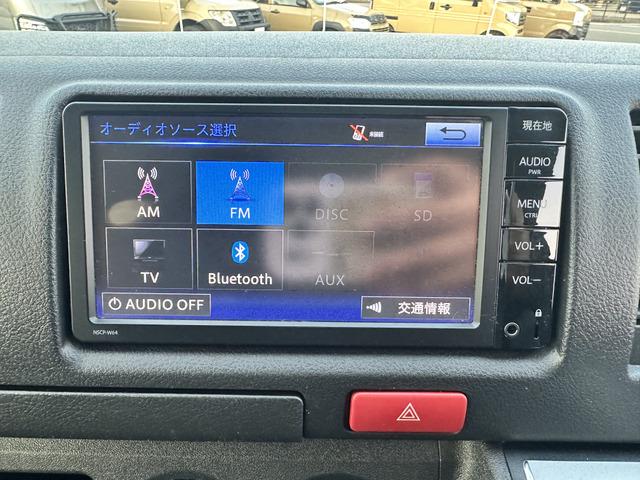 オーディオソース選択
未接続
現在地
AUDIO
PWR
AM
FM
DISC
SD
MENU
CTRL
TV
Bluetooth
AUX
VOL+
VOL−
AUDIO OFF
交通情報
NSCP-W64